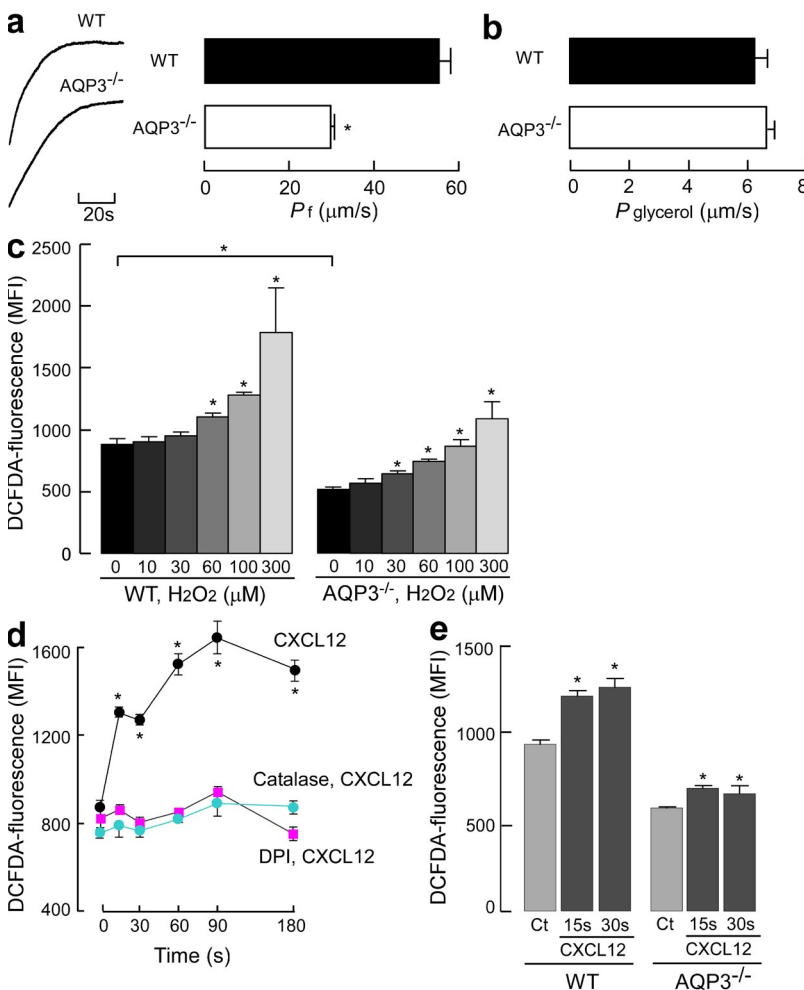 a
WT
AQP3-/-
20s
WT
AQP3-/-
*
0 20 40 60
Pf (μm/s)
b
WT
AQP3-/-
0 2 4 6 8
Pglycerol (μm/s)
c
DCFDA-fluorescence (MFI)
2500
2000
1500
1000
500
0
*
* * *
* * * *
0 10 30 60 100 300
0 10 30 60 100 300
WT, H2O2 (μM)
AQP3-/-, H2O2 (μM)
d
DCFDA-fluorescence (MFI)
1600
1200
800
400
CXCL12
* * * * *
Catalase, CXCL12
DPI, CXCL12
0 30 60 90 180
Time (s)
e
DCFDA-fluorescence (MFI)
1500
1000
500
0
* *
* *
Ct 15s 30s
Ct 15s 30s
CXCL12
CXCL12
WT
AQP3-/-